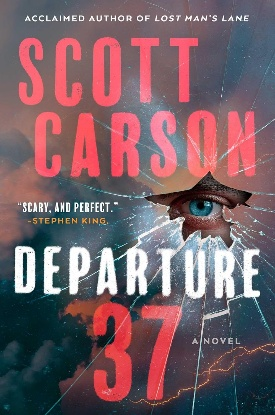 ACCLAIMED AUTHOR OF LOST MAN'S LANE
SCOTT
CARSON
"SCARY, AND PERFECT."
-STEPHEN KING
DEPARTURE
37
A NOVEL